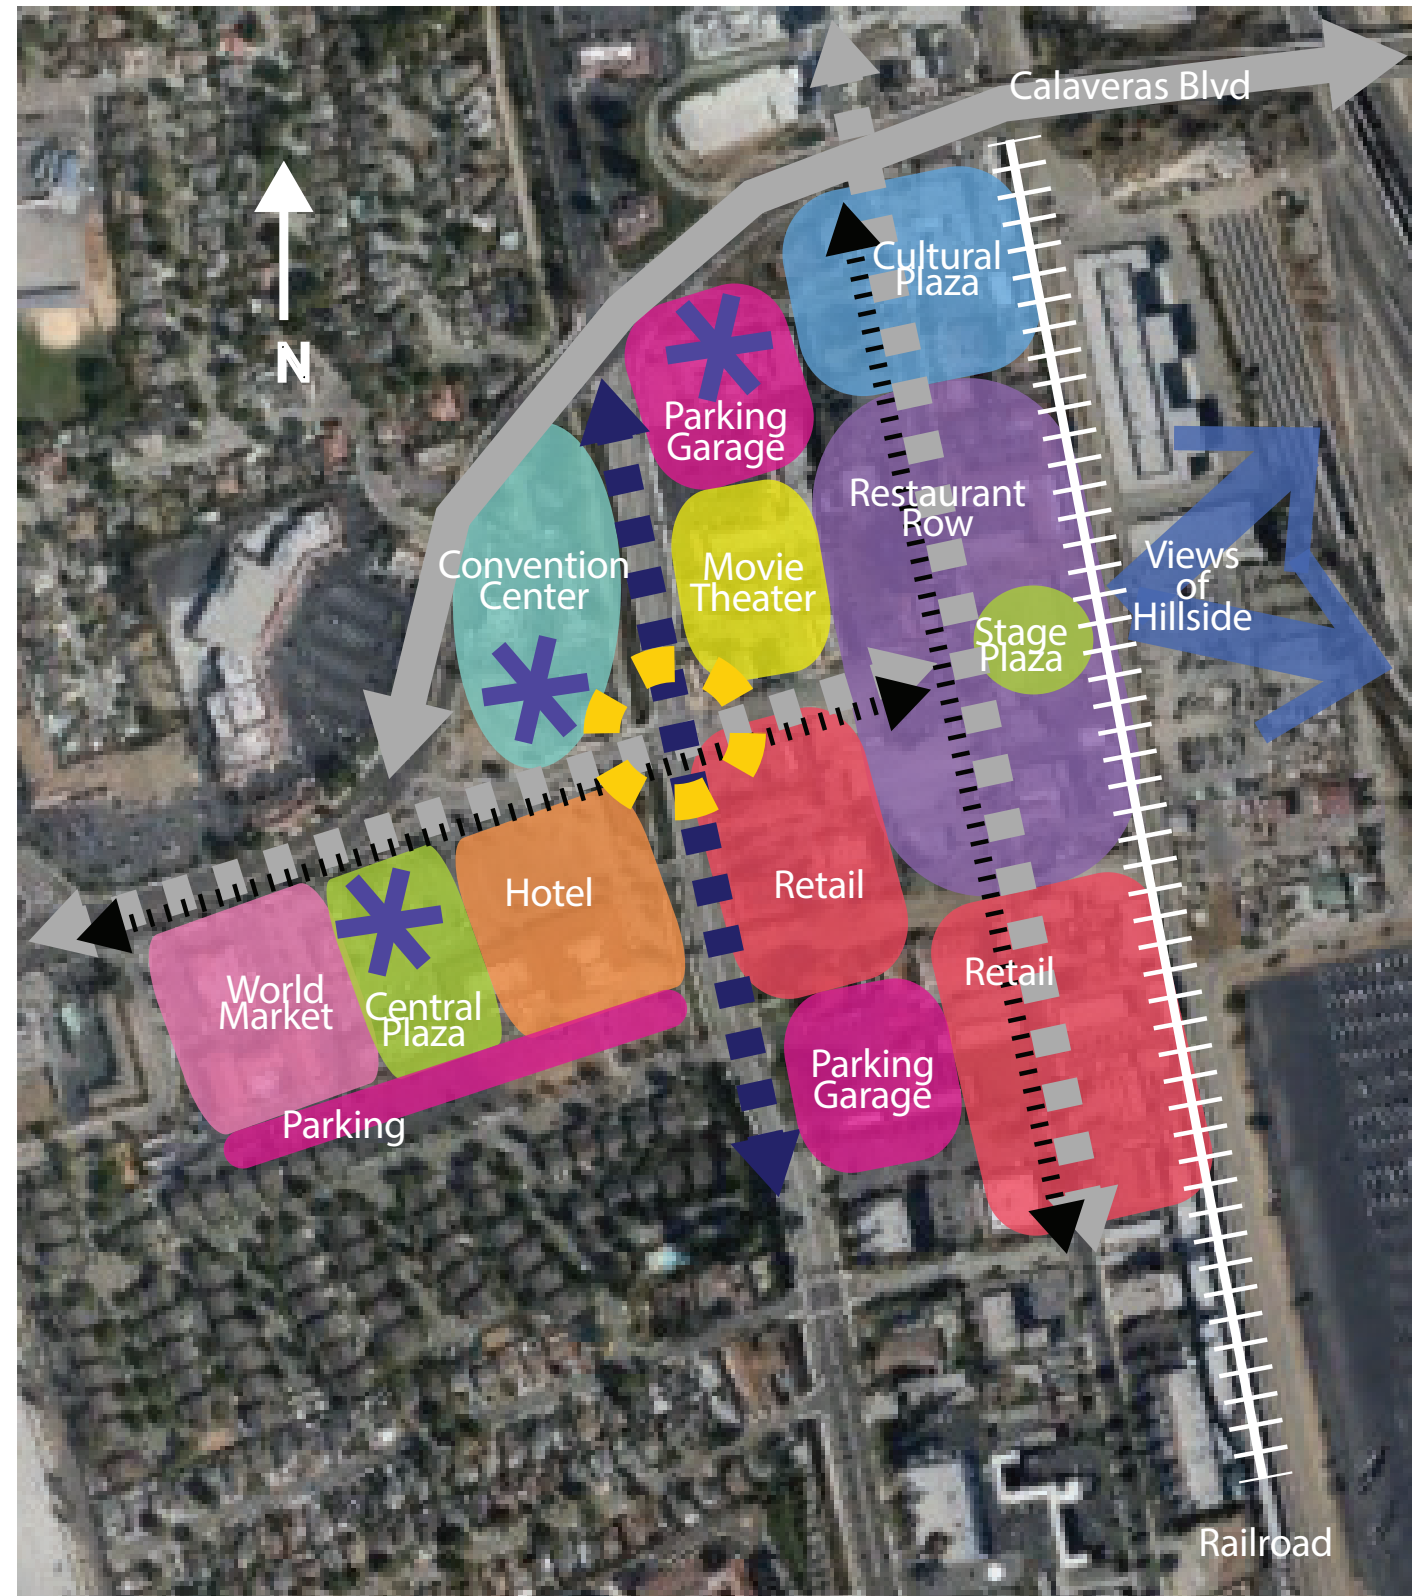 Calaveras Blvd
N
Cultural
Plaza
Parking
Garage
Restaurant
Row
Convention
Center
Movie
Theater
Views
of
Hillside
Stage
Plaza
Hotel
Retail
World
Market
Central
Plaza
Retail
Parking
Garage
Parking
Railroad